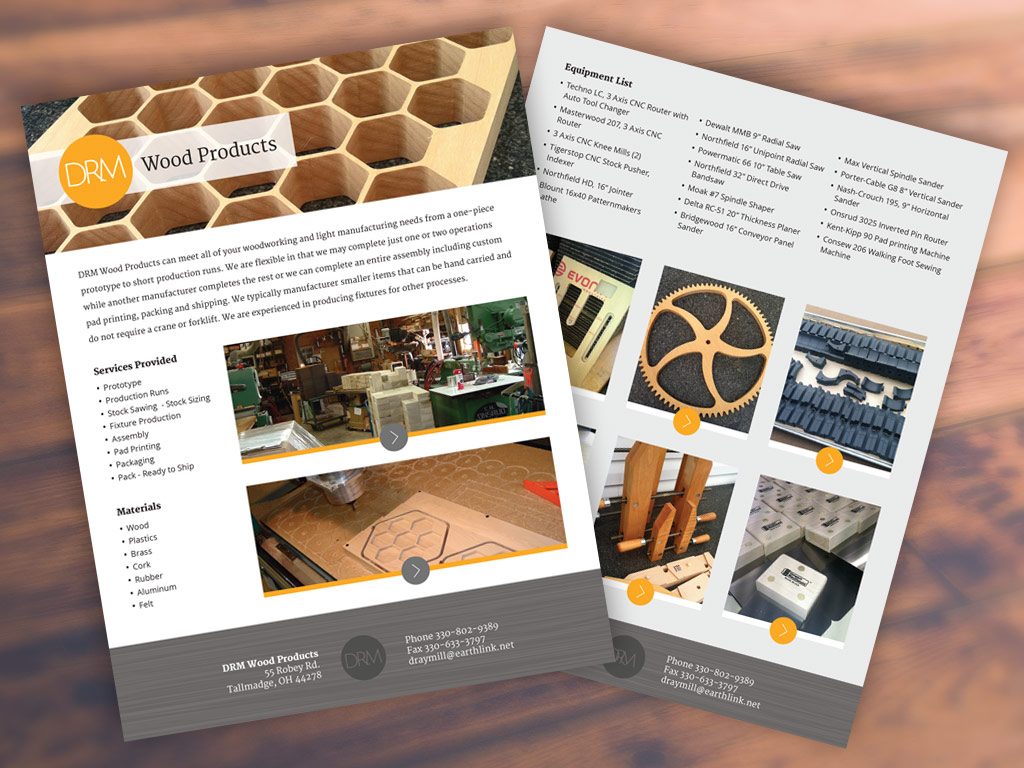 DRM
Wood Products
DRM Wood Products can meet all of your woodworking and light manufacturing needs from a one-piece
prototype to short production runs. We are flexible in that we may complete just one or two operations
while another manufacturer completes the rest or we can complete an entire assembly including custom
pad printing, packing and shipping. We typically manufacturer smaller items that can be hand carried and
do not require a crane or forklift. We are experienced in producing fixtures for other processes.
Services Provided
• Prototype
• Production Runs
• Stock Sawing - Stock Sizing
• Fixture Production
• Assembly
• Pad Printing
• Packaging
• Pack - Ready to Ship
Materials
• Wood
• Plastics
• Brass
• Cork
• Rubber
• Aluminum
• Felt
DRM Wood Products
55 Robey Rd.
Tallmadge, OH 44278
DRM
Phone 330-802-9389
Fax 330-633-3797
draymill@earthlink.net
Equipment List
• Techno LC, 3 Axis CNC Router with
Auto Tool Changer
• Masterwood 207, 3 Axis CNC
Router
• 3 Axis CNC Knee Mills (2)
• Tigerstop CNC Stock Pusher,
Indexer
• Northfield HD, 16" Jointer
Blount 16x40 Patternmakers
athe
• Dewalt MMB 9" Radial Saw
• Northfield 16" Unipoint Radial Saw
• Powermatic 66 10" Table Saw
• Northfield 32" Direct Drive
Bandsaw
• Moak #7 Spindle Shaper
• Delta RC-51 20" Thickness Planer
• Bridgewood 16" Conveyor Panel
Sander
• Max Vertical Spindle Sander
• Porter-Cable G8 8" Vertical Sander
• Nash-Crouch 195, 9" Horizontal
Sander
• Onsrud 3025 Inverted Pin Router
• Kent-Kipp 90 Pad printing Machine
• Consew 206 Walking Foot Sewing
Machine
EVOR
DRM
Phone 330-802-9389
Fax 330-633-3797
draymill@earthlink.net